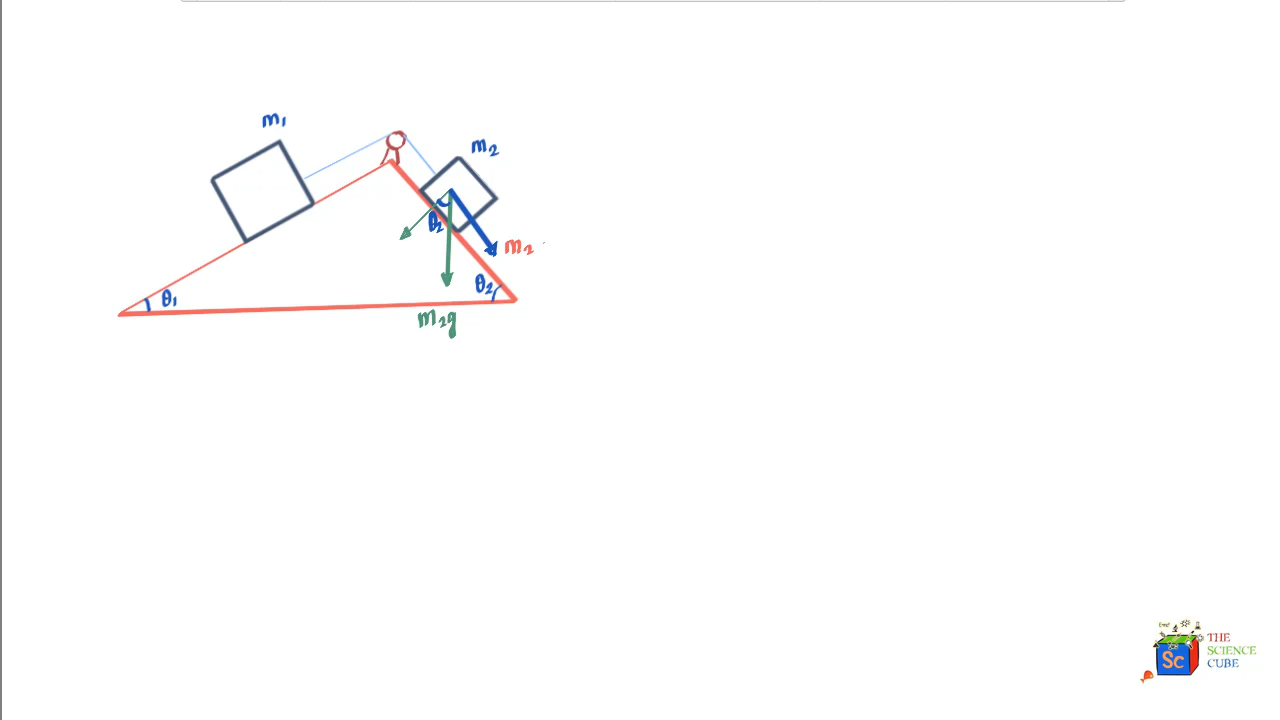 m₁
m₂
θ₂
m₂
θ₁
θ₂
m₂g
Sc
THE
SCIENCE
CUBE